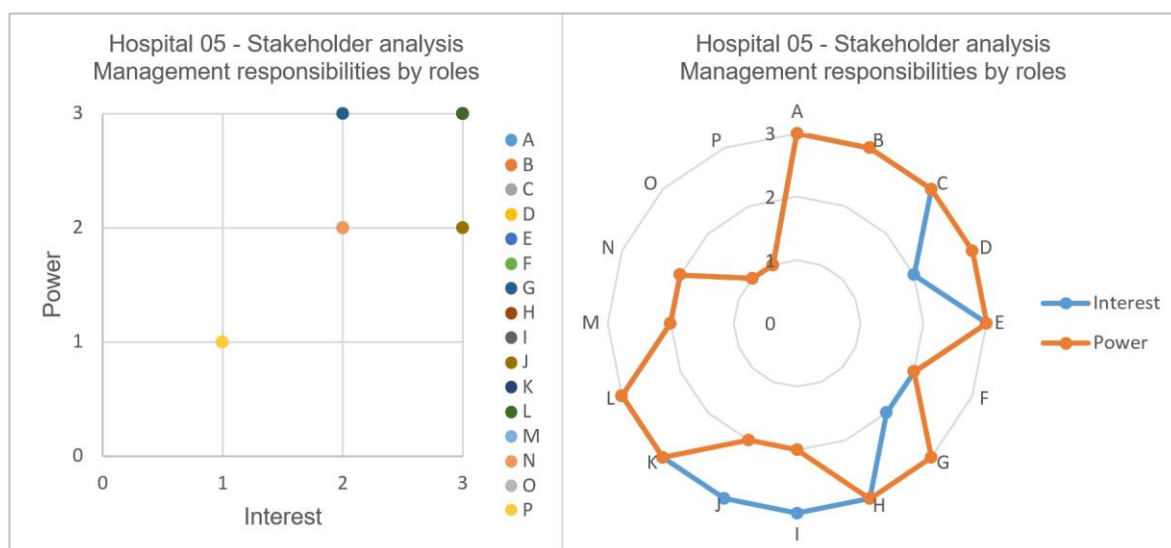 Hospital 05 - Stakeholder analysis
Management responsibilities by roles
3
2
1
0
0
1
2
3
Power
Interest
A
B
C
D
E
F
G
H
I
J
K
L
M
N
O
P
Hospital 05 - Stakeholder analysis
Management responsibilities by roles
A
B
C
D
E
F
G
H
I
J
K
L
M
N
O
P
3
2
1
0
Interest
Power